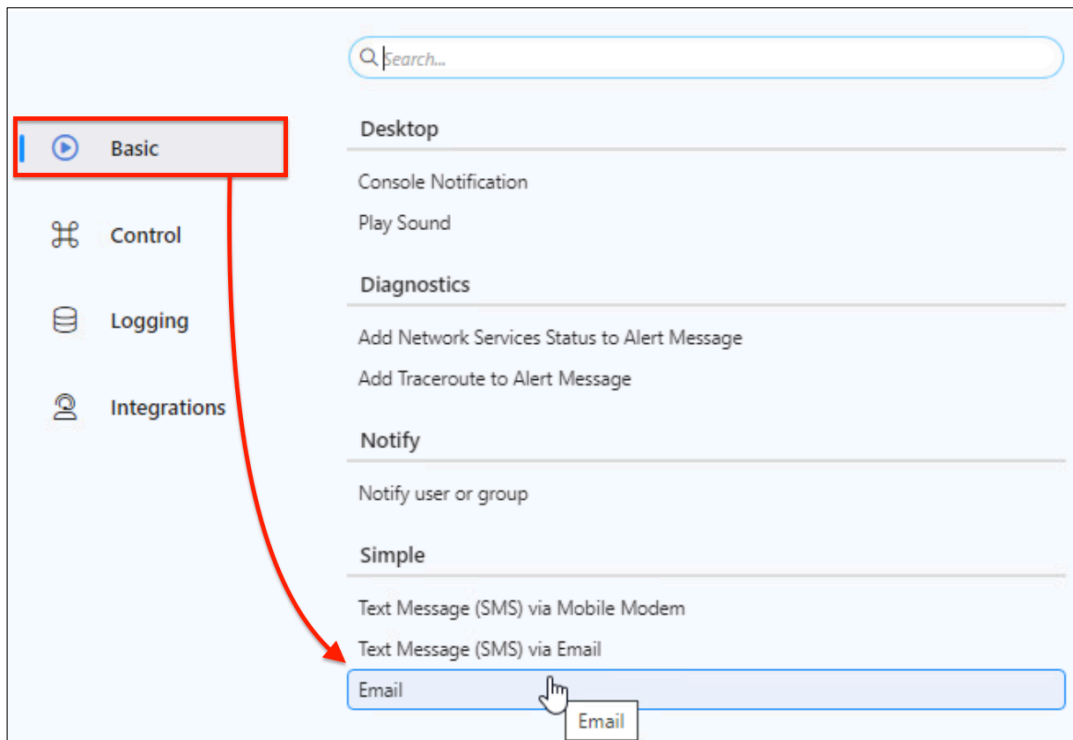 Search...
Basic
Control
Logging
Integrations
Desktop
Console Notification
Play Sound
Diagnostics
Add Network Services Status to Alert Message
Add Traceroute to Alert Message
Notify
Notify user or group
Simple
Text Message (SMS) via Mobile Modem
Text Message (SMS) via Email
Email
Email